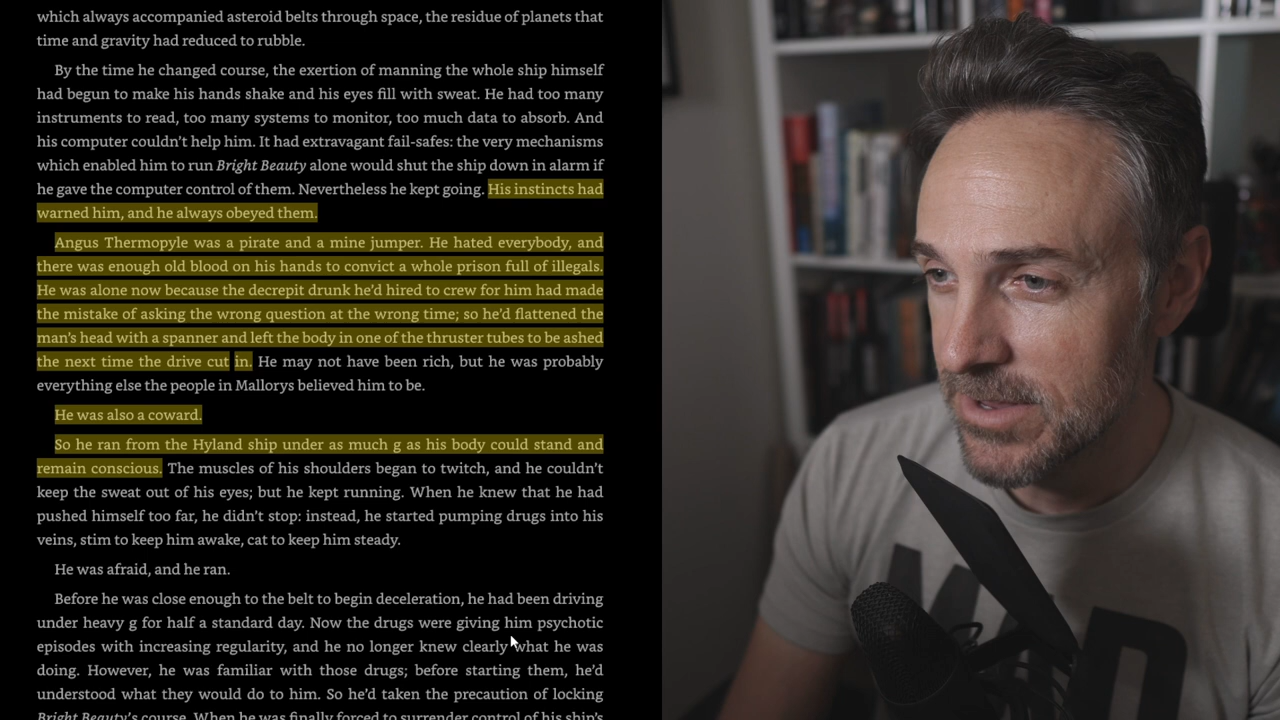 which always accompanied asteroid belts through space, the residue of planets that
time and gravity had reduced to rubble.
By the time he changed course, the exertion of manning the whole ship himself
had begun to make his hands shake and his eyes fill with sweat. He had too many
instruments to read, too many systems to monitor, too much data to absorb. And
his computer couldn’t help him. It had extravagant fail-safes: the very mechanisms
which enabled him to run Bright Beauty alone would shut the ship down in alarm if
he gave the computer control of them. Nevertheless he kept going. His instincts had
warned him, and he always obeyed them.
Angus Thermopyle was a pirate and a mine jumper. He hated everybody, and
there was enough old blood on his hands to convict a whole prison full of illegals.
He was alone now because the decrepit drunk he’d hired to crew for him had made
the mistake of asking the wrong question at the wrong time; so he’d flattened the
man’s head with a spanner and left the body in one of the thruster tubes to be ashed
the next time the drive cut in. He may not have been rich, but he was probably
everything else the people in Mallorys believed him to be.
He was also a coward.
So he ran from the Hyland ship under as much g as his body could stand and
remain conscious. The muscles of his shoulders began to twitch, and he couldn’t
keep the sweat out of his eyes; but he kept running. When he knew that he had
pushed himself too far, he didn’t stop: instead, he started pumping drugs into his
veins, stim to keep him awake, cat to keep him steady.
He was afraid, and he ran.
Before he was close enough to the belt to begin deceleration, he had been driving
under heavy g for half a standard day. Now the drugs were giving him psychotic
episodes with increasing regularity, and he no longer knew clearly what he was
doing. However, he was familiar with those drugs; before starting them, he’d
understood what they would do to him. So he’d taken the precaution of locking
Bright Beauty’s course. When he was finally forced to surrender control of his ship’s